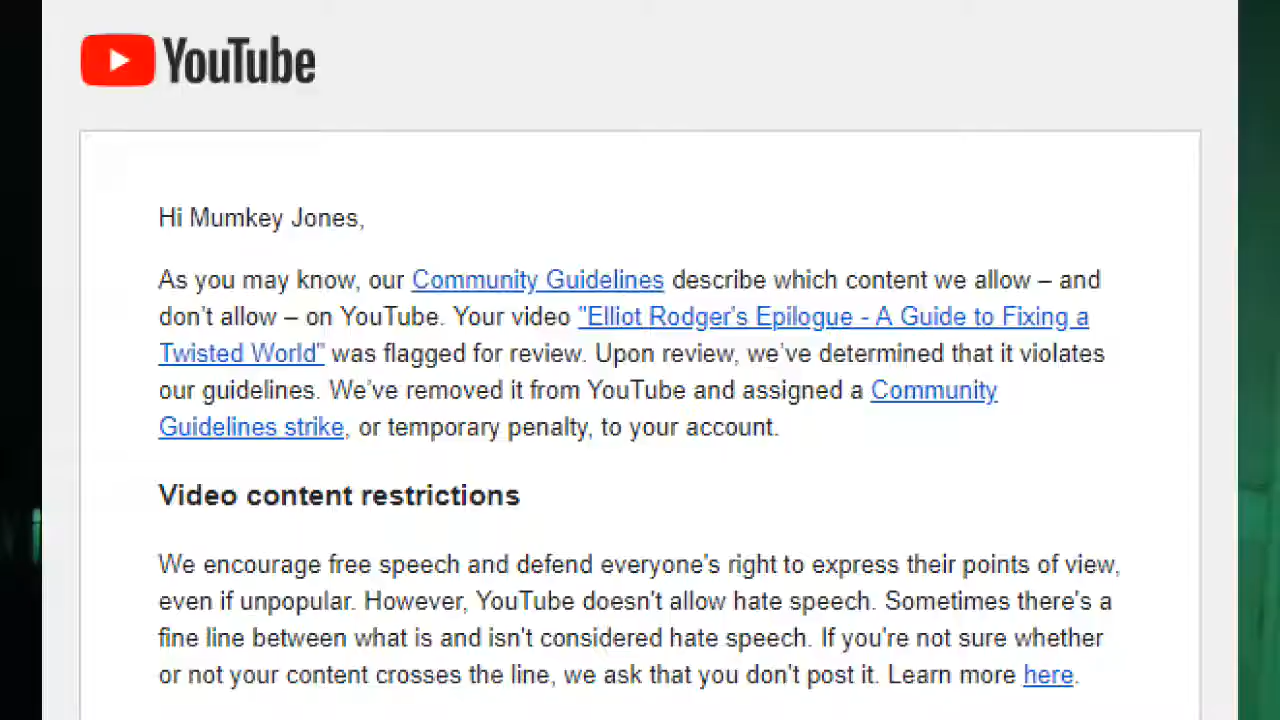 YouTube
Hi Mumkey Jones,
As you may know, our Community Guidelines describe which content we allow – and
don't allow – on YouTube. Your video "Elliot Rodger's Epilogue - A Guide to Fixing a
Twisted World" was flagged for review. Upon review, we've determined that it violates
our guidelines. We've removed it from YouTube and assigned a Community
Guidelines strike, or temporary penalty, to your account.
Video content restrictions
We encourage free speech and defend everyone's right to express their points of view,
even if unpopular. However, YouTube doesn't allow hate speech. Sometimes there's a
fine line between what is and isn't considered hate speech. If you're not sure whether
or not your content crosses the line, we ask that you don't post it. Learn more here.